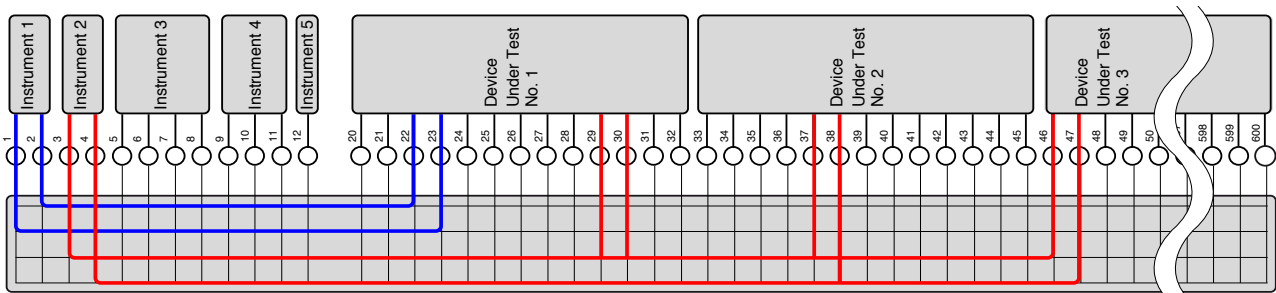 Instrument 1
Instrument 2
Instrument 3
Instrument 4
Instrument 5
Device
Under Test
No. 1
Device
Under Test
No. 2
Device
Under Test
No. 3
1 2 3 4 5 6 7 8 9 10 11 12 20 21 22 23 24 25 26 27 28 29 30 31 32 33 34 35 36 37 38 39 40 41 42 43 44 45 46 47 48 49 50 598 599 600